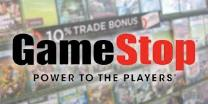 10% TRADE BONUS
GameStop
POWER TO THE PLAYERS